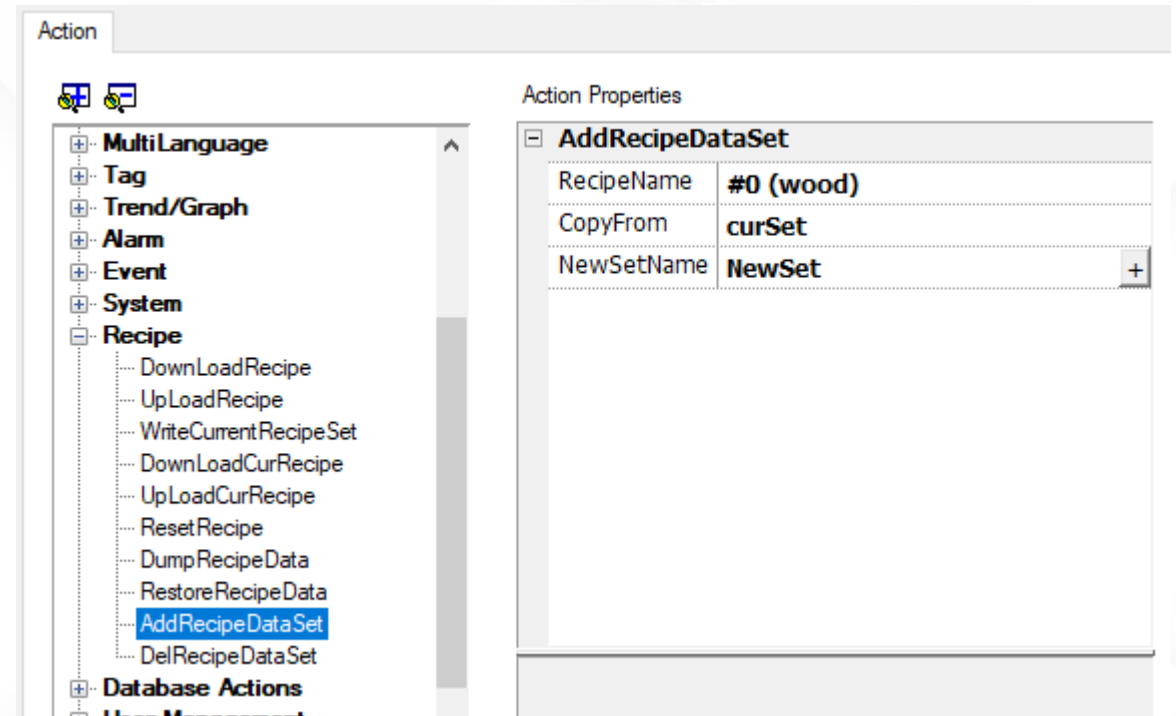 Action
MultiLanguage
Tag
Trend/Graph
Alarm
Event
System
Recipe
DownLoadRecipe
UpLoadRecipe
WriteCurrentRecipeSet
DownLoadCurRecipe
UpLoadCurRecipe
ResetRecipe
DumpRecipeData
RestoreRecipeData
AddRecipeDataSet
DelRecipeDataSet
Database Actions
Action Properties
AddRecipeDataSet
RecipeName #0 (wood)
CopyFrom curSet
NewSetName NewSet +